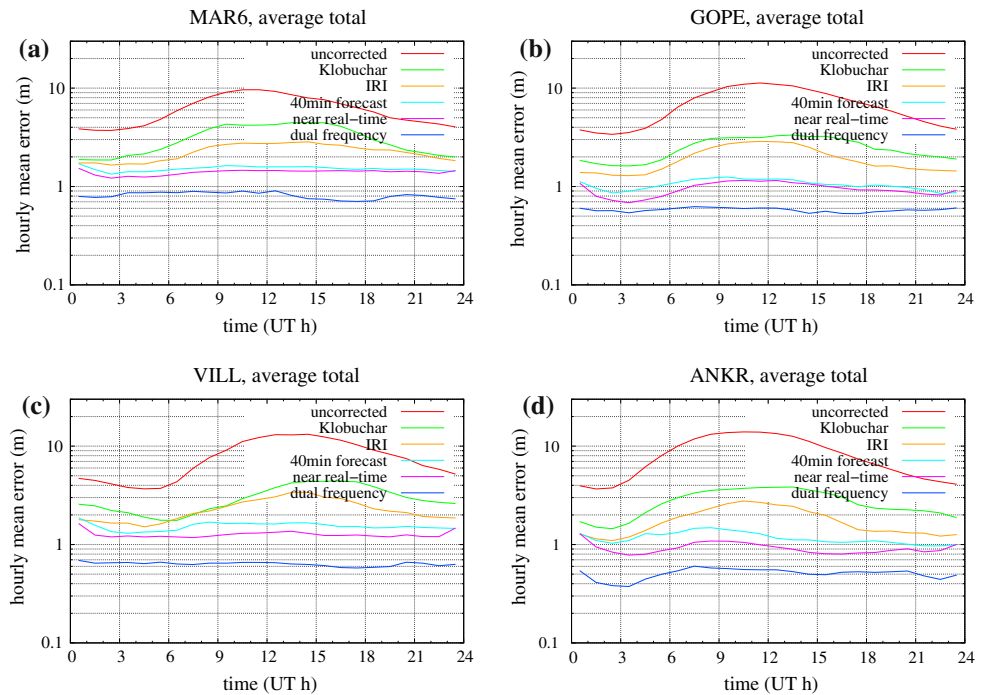 MAR6, average total
(a)
uncorrected
Klobuchar
IRI
40min forecast
near real−time
dual frequency
10
1
0.1
hourly mean error (m)
0 3 6 9 12 15 18 21 24
time (UT h)
GOPE, average total
(b)
uncorrected
Klobuchar
IRI
40min forecast
near real−time
dual frequency
10
1
0.1
hourly mean error (m)
0 3 6 9 12 15 18 21 24
time (UT h)
VILL, average total
(c)
uncorrected
Klobuchar
IRI
40min forecast
near real−time
dual frequency
10
1
0.1
hourly mean error (m)
0 3 6 9 12 15 18 21 24
time (UT h)
ANKR, average total
(d)
uncorrected
Klobuchar
IRI
40min forecast
near real−time
dual frequency
10
1
0.1
hourly mean error (m)
0 3 6 9 12 15 18 21 24
time (UT h)